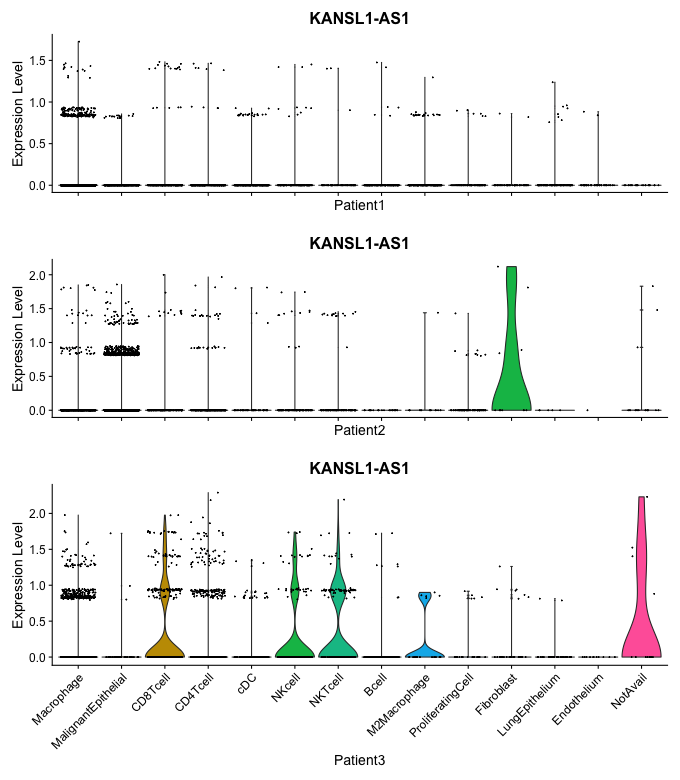 KANSL1-AS1
Expression Level
1.5
1.0
0.5
0.0
Patient1
KANSL1-AS1
Expression Level
2.0
1.5
1.0
0.5
0.0
Patient2
KANSL1-AS1
Expression Level
2.0
1.5
1.0
0.5
0.0
Macrophage
MalignantEpithelial
CD8Tcell
CD4Tcell
cDC
NKcell
NKTcell
Bcell
M2Macrophage
ProliferatingCell
Fibroblast
LungEpithelium
Endothelium
NotAvail
Patient3